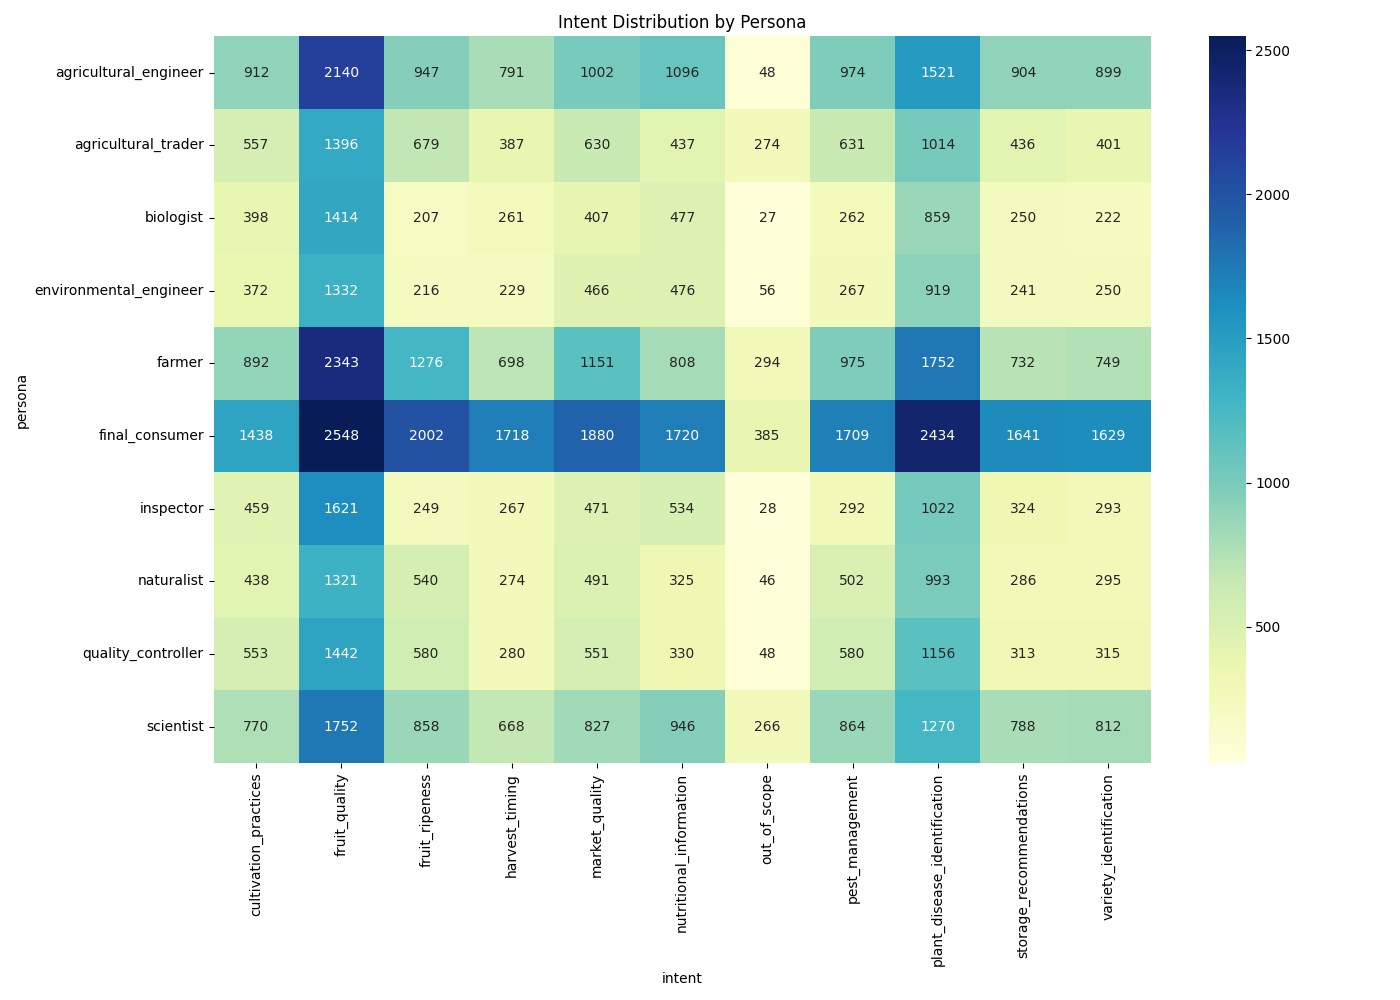 Intent Distribution by Persona
agricultural_engineer 912 2140 947 791 1002 1096 48 974 1521 904 899
agricultural_trader 557 1396 679 387 630 437 274 631 1014 436 401
biologist 398 1414 207 261 407 477 27 262 859 250 222
environmental_engineer 372 1332 216 229 466 476 56 267 919 241 250
farmer 892 2343 1276 698 1151 808 294 975 1752 732 749
final_consumer 1438 2548 2002 1718 1880 1720 385 1709 2434 1641 1629
inspector 459 1621 249 267 471 534 28 292 1022 324 293
naturalist 438 1321 540 274 491 325 46 502 993 286 295
quality_controller 553 1442 580 280 551 330 48 580 1156 313 315
scientist 770 1752 858 668 827 946 266 864 1270 788 812
persona
cultivation_practices
fruit_quality
fruit_ripeness
harvest_timing
market_quality
nutritional_information
out_of_scope
pest_management
plant_disease_identification
storage_recommendations
variety_identification
intent
2500
2000
1500
1000
500